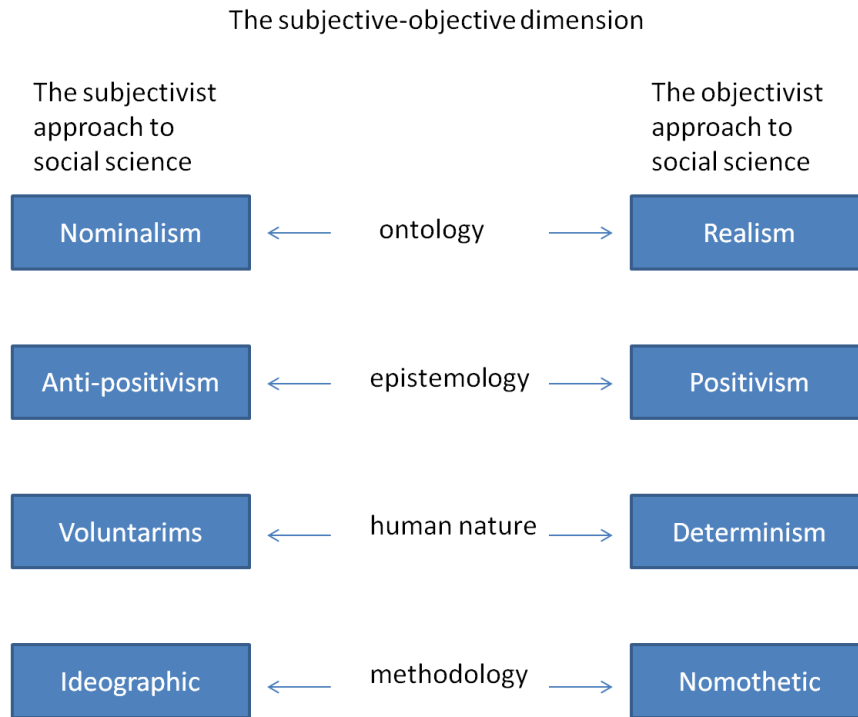 The subjective-objective dimension
The subjectivist
approach to
social science
The objectivist
approach to
social science
Nominalism
ontology
Realism
Anti-positivism
epistemology
Positivism
Voluntarims
human nature
Determinism
Ideographic
methodology
Nomothetic